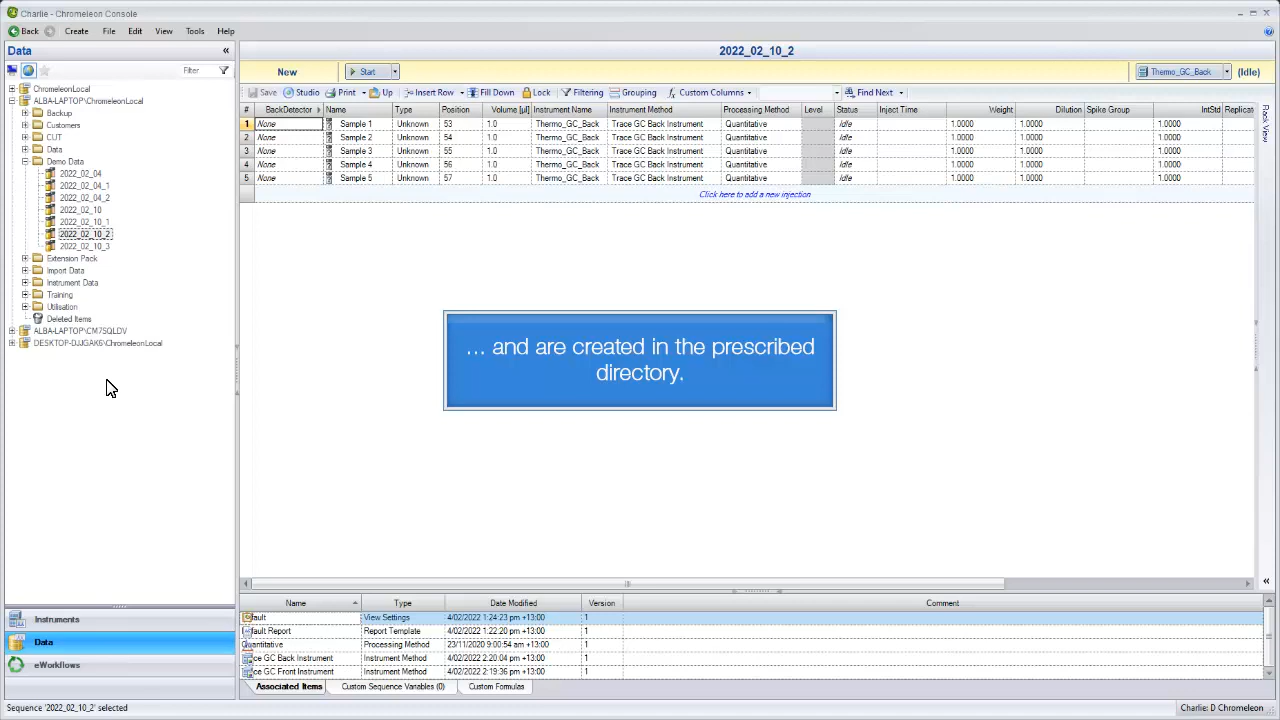 Charlie - Chromeleon Console
Back Create File Edit View Tools Help
Data «
2022_02_10_2
Filter
New Start Thermo_GC_Back (Idle)
Save Studio Print Up Insert Row Fill Down Lock Filtering Grouping Custom Columns Find Next
ChromeleonLocal
ALBA-LAPTOP\ChromeleonLocal
Backup
Customers
CUT
Data
Demo Data
2022_02_04
2022_02_04_1
2022_02_04_2
2022_02_10
2022_02_10_1
2022_02_10_2
2022_02_10_3
Extension Pack
Import Data
Instrument Data
Training
Utilisation
Deleted Items
ALBA-LAPTOP\CM7SQLDV
DESKTOP-DJJGAK6\ChromeleonLocal
# BackDetector Name Type Position Volume [µl] Instrument Name Instrument Method Processing Method Level Status Inject Time Weight Dilution Spike Group IntStd Replicat
1 None Sample 1 Unknown 53 1.0 Thermo_GC_Back Trace GC Back Instrument Quantitative Idle 1.0000 1.0000 1.0000
2 None Sample 2 Unknown 54 1.0 Thermo_GC_Back Trace GC Back Instrument Quantitative Idle 1.0000 1.0000 1.0000
3 None Sample 3 Unknown 55 1.0 Thermo_GC_Back Trace GC Back Instrument Quantitative Idle 1.0000 1.0000 1.0000
4 None Sample 4 Unknown 56 1.0 Thermo_GC_Back Trace GC Back Instrument Quantitative Idle 1.0000 1.0000 1.0000
5 None Sample 5 Unknown 57 1.0 Thermo_GC_Back Trace GC Back Instrument Quantitative Idle 1.0000 1.0000 1.0000
Click here to add a new injection
... and are created in the prescribed
directory.
Instruments
Data
eWorkflows
Name Type Date Modified Version Comment
fault View Settings 4/02/2022 1:24:23 pm +13:00 1
fault Report Report Template 4/02/2022 1:22:20 pm +13:00 1
Quantitative Processing Method 23/11/2020 9:00:54 am +13:00 1
ce GC Back Instrument Instrument Method 4/02/2022 2:20:04 pm +13:00 1
ce GC Front Instrument Instrument Method 4/02/2022 2:19:36 pm +13:00 1
Associated Items Custom Sequence Variables (0) Custom Formulas
Sequence '2022_02_10_2' selected
Charlie: D Chromeleon